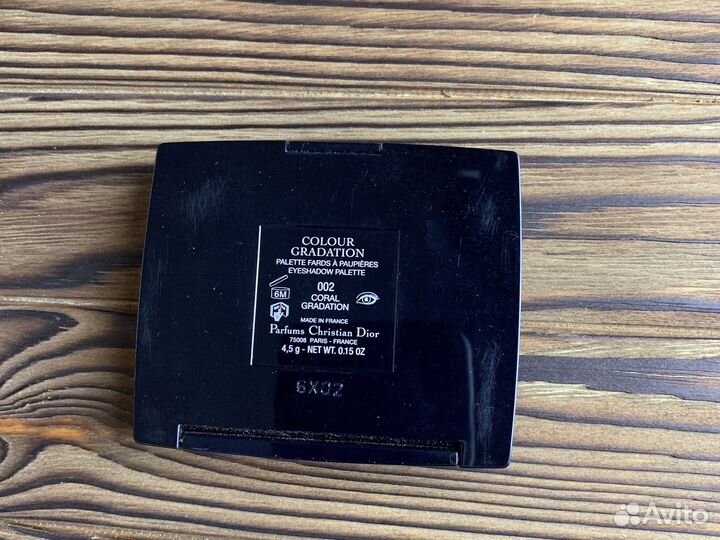 COLOUR
GRADATION
PALETTE FARDS À PAUPIÈRES
EYESHADOW PALETTE
002
6M
CORAL
GRADATION
MADE IN FRANCE
Parfums Christian Dior
75008 PARIS - FRANCE
4,5 g - NET WT. 0.15 OZ
6X02
Avito